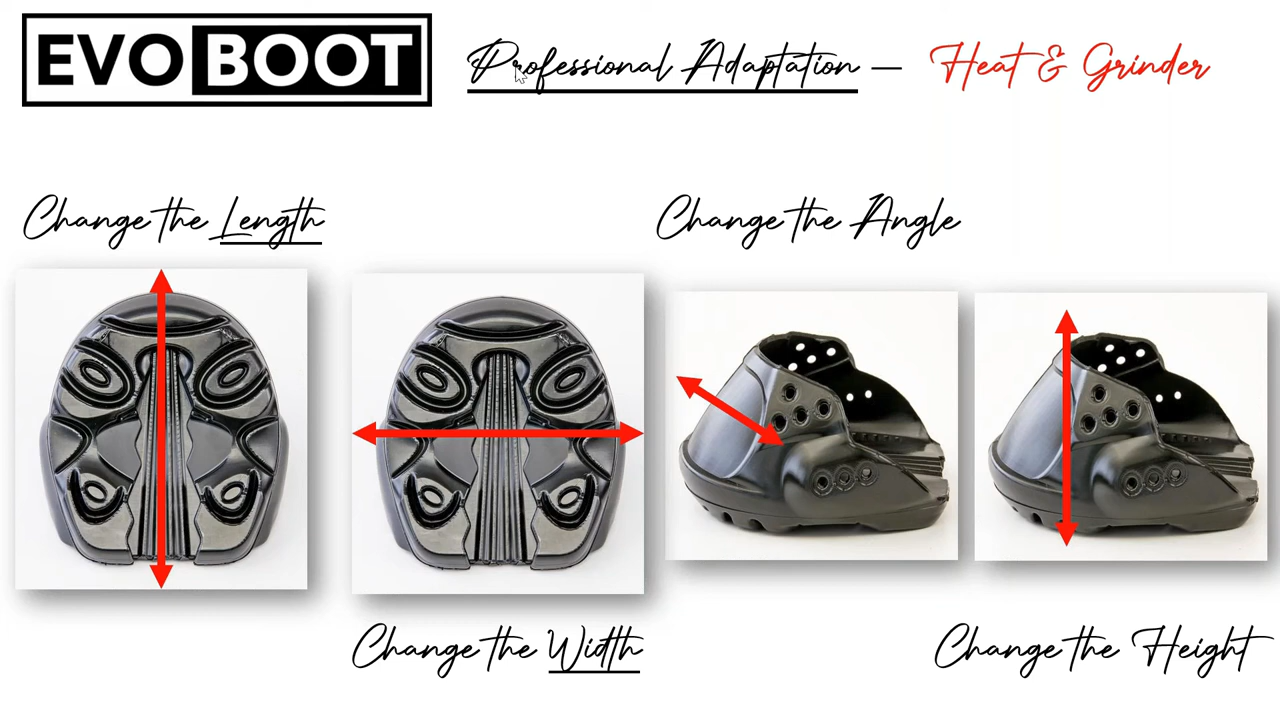 EVO BOOT
Professional Adaptation — Heat & Grinder
Change the Length
Change the Angle
Change the Width
Change the Height